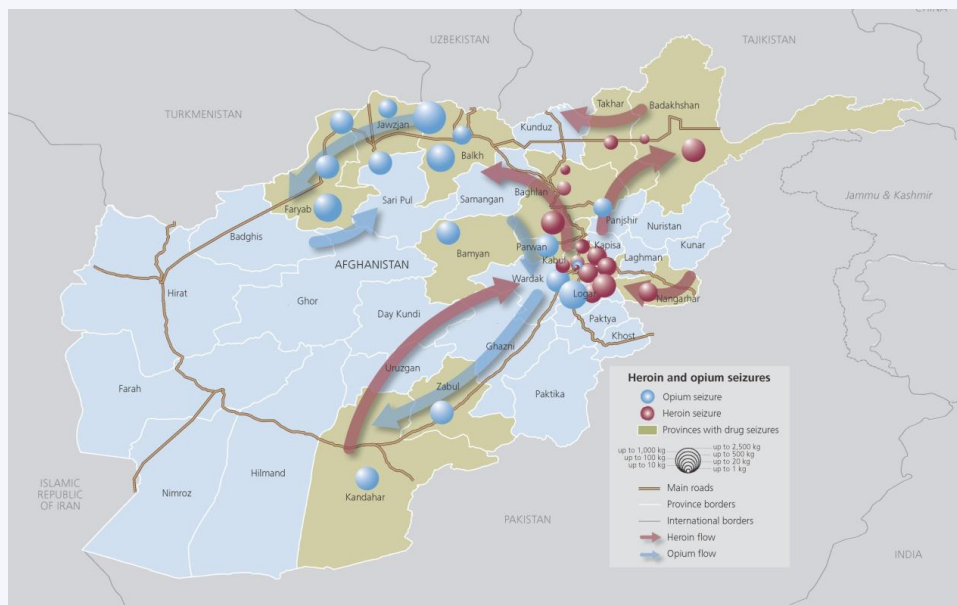 CHINA
UZBEKISTAN
TAJIKISTAN
TURKMENISTAN
Takhar
Badakhshan
Jawzjan
Kunduz
Balkh
Baghlan
Sari Pul
Samangan
Faryab
Panjshir
Jammu & Kashmir
Nuristan
Badghis
Parwan
Kapisa
Kunar
Bamyan
Kabul
Laghman
AFGHANISTAN
Wardak
Hirat
Logar
Nangarhar
Ghor
Day Kundi
Paktya
Khost
Ghazni
Uruzgan
Zabul
Paktika
Farah
Heroin and opium seizures
Opium seizure
Heroin seizure
Provinces with drug seizures
up to 2,500 kg
up to 1,000 kg
up to 500 kg
up to 100 kg
up to 20 kg
up to 10 kg
up to 1 kg
Main roads
Province borders
International borders
Heroin flow
Opium flow
Hilmand
Kandahar
Nimroz
ISLAMIC
REPUBLIC
OF IRAN
PAKISTAN
INDIA